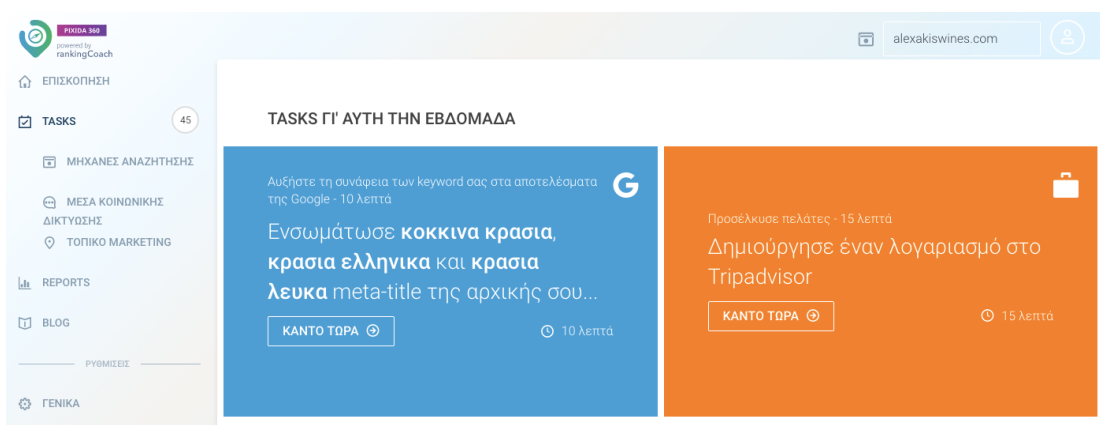 PIXIDA 360
powered by
rankingCoach
alexakiswines.com
ΕΠΙΣΚΟΠΗΣΗ
TASKS
45
ΜΗΧΑΝΕΣ ΑΝΑΖΗΤΗΣΗΣ
ΜΕΣΑ ΚΟΙΝΩΝΙΚΗΣ
ΔΙΚΤΥΩΣΗΣ
ΤΟΠΙΚΟ MARKETING
REPORTS
BLOG
ΡΥΘΜΙΣΕΙΣ
ΓΕΝΙΚΑ
TASKS ΓΙ' ΑΥΤΗ ΤΗΝ ΕΒΔΟΜΑΔΑ
Αυξήστε τη συνάφεια των keyword σας στα αποτελέσματα
της Google - 10 λεπτά
G
Ενσωμάτωσε κοκκινα κρασια,
κρασια ελληνικα και κρασια
λευκα meta-title της αρχικής σου...
ΚΑΝΤΟ ΤΩΡΑ
10 λεπτά
Προσέλκυσε πελάτες - 15 λεπτά
Δημιούργησε έναν λογαριασμό στο
Tripadvisor
ΚΑΝΤΟ ΤΩΡΑ
15 λεπτά